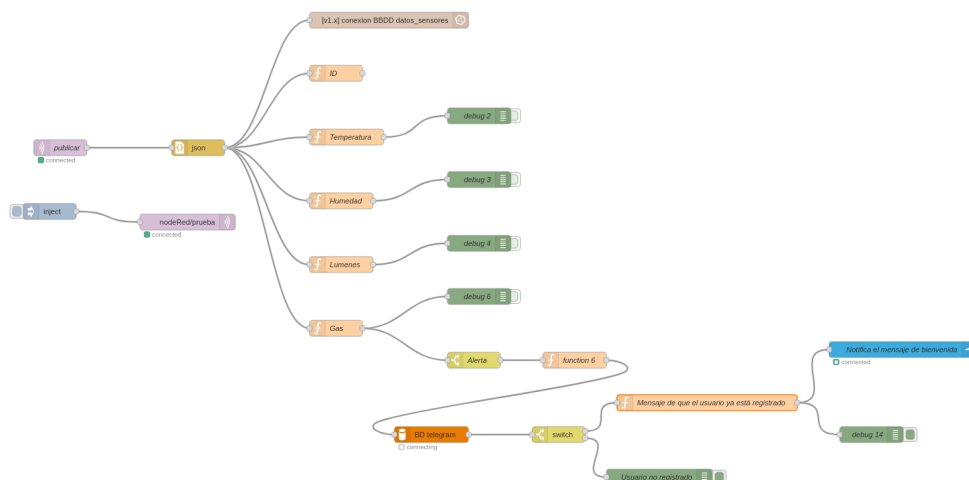 [v1.x] conexion BBDD datos_sensores
ID
debug 2
Temperatura
publicar
json
connected
debug 3
Humedad
inject
nodeRed/prueba
connected
debug 4
Lumenes
debug 6
Gas
Notifica el mensaje de bienvenida
connected
Alerta
function 6
Mensaje de que el usuario ya está registrado
BD telegram
switch
debug 14
connecting
Usuario no registrado